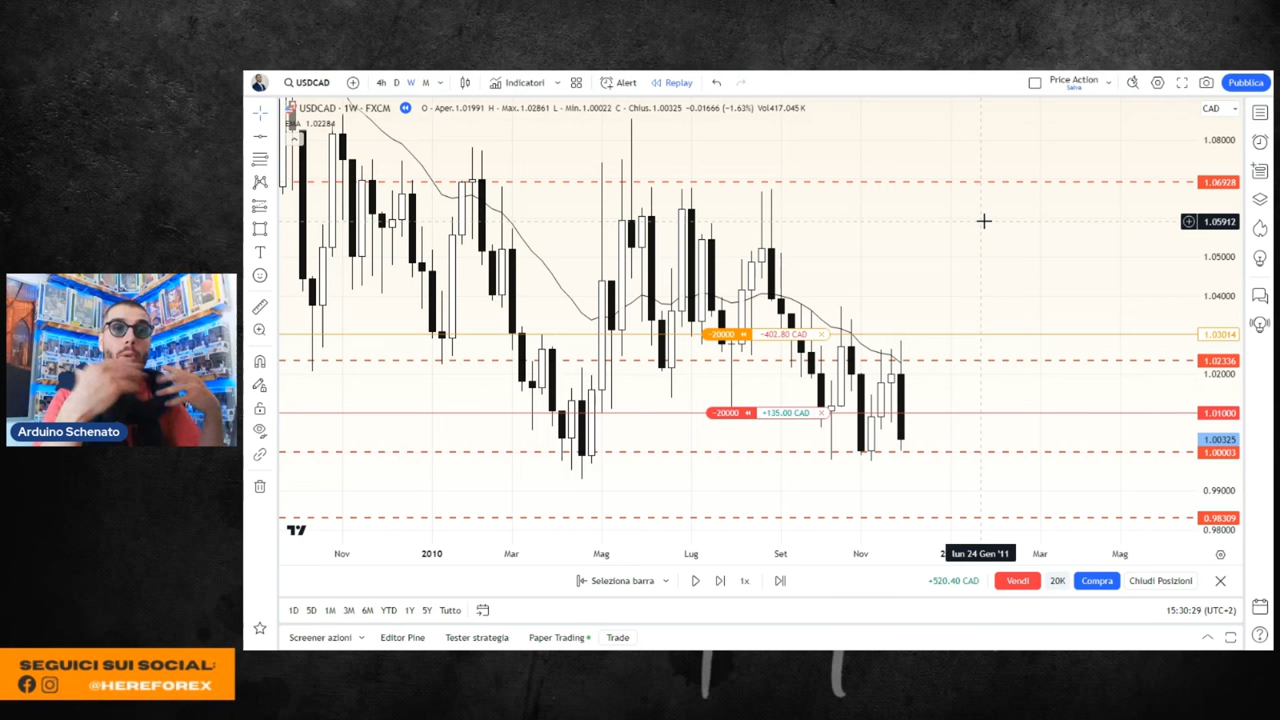 USDCAD
4h D W M
Indicatori
Alert
Replay
Price Action
Salva
Pubblica
USDCAD · 1W · FXCM O - Aper.1.01991 H - Max.1.02861 L - Min.1.00022 C - Chius.1.00325 −0.01666 (−1.63%) Vol417.045 K
CAD
1.02284
1.08000
1.06928
1.05912
1.05000
1.04000
-20000 −402.80 CAD
1.03014
1.02336
1.02000
-20000 +135.00 CAD
1.01000
1.00325
1.00003
0.99000
0.98309
0.98000
Arduino Schenato
Nov 2010 Mar Mag Lug Set Nov lun 24 Gen '11 Mar Mag
Seleziona barra 1x +520.40 CAD Vendi 20K Compra Chiudi Posizioni
1D 5D 1M 3M 6M YTD 1Y 5Y Tutto 15:30:29 (UTC+2)
Screener azioni Editor Pine Tester strategia Paper Trading Trade
SEGUICI SUI SOCIAL:
@HEREFOREX